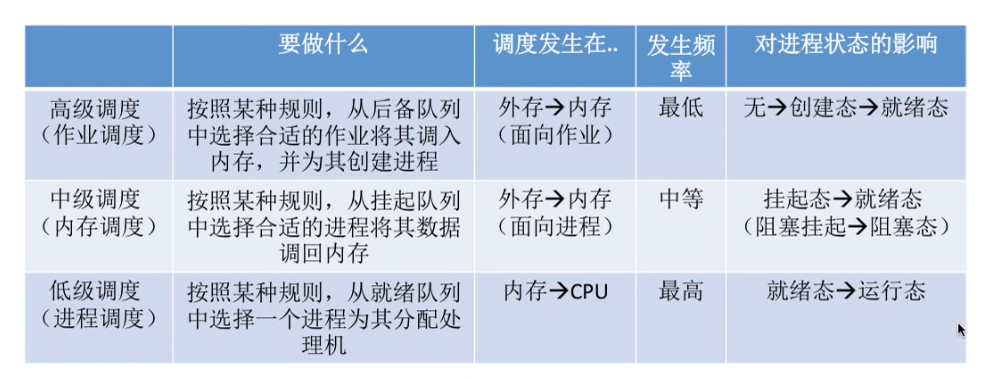 要做什么
调度发生在..
发生频
率
对进程状态的影响
高级调度
（作业调度）
按照某种规则，从后备队列
中选择合适的作业将其调入
内存，并为其创建进程
外存→内存
（面向作业）
最低
无→创建态→就绪态
中级调度
（内存调度）
按照某种规则，从挂起队列
中选择合适的进程将其数据
调回内存
外存→内存
（面向进程）
中等
挂起态→就绪态
（阻塞挂起→阻塞态）
低级调度
（进程调度）
按照某种规则，从就绪队列
中选择一个进程为其分配处
理机
内存→CPU
最高
就绪态→运行态